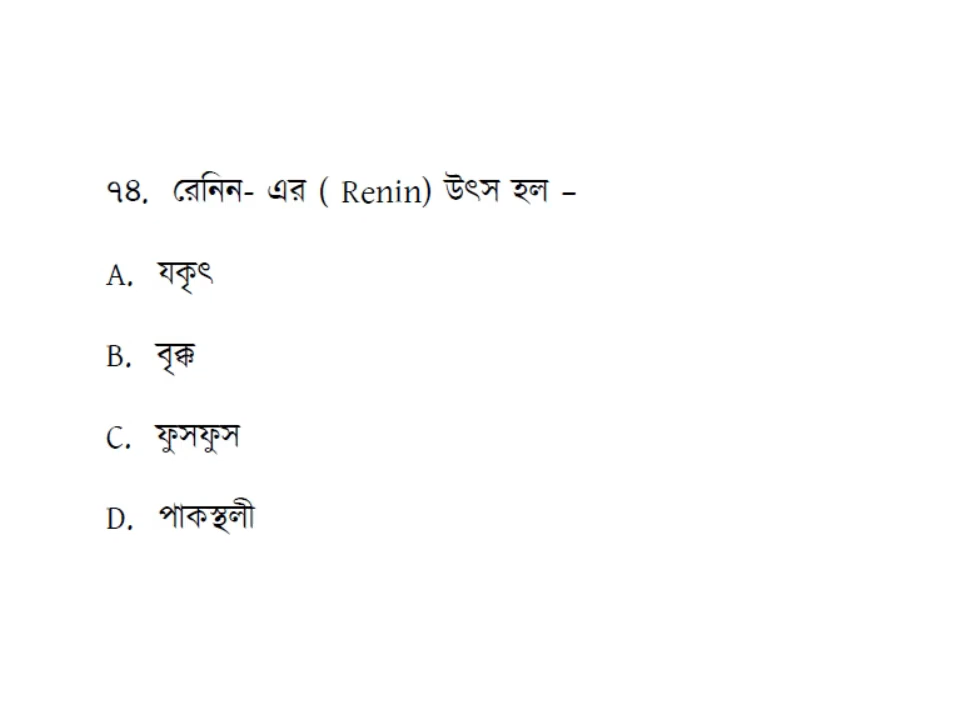 ৭৪. রেনিন- এর ( Renin) উৎস হল –
A. যকৃৎ
B. বৃক্ক
C. ফুসফুস
D. পাকস্থলী